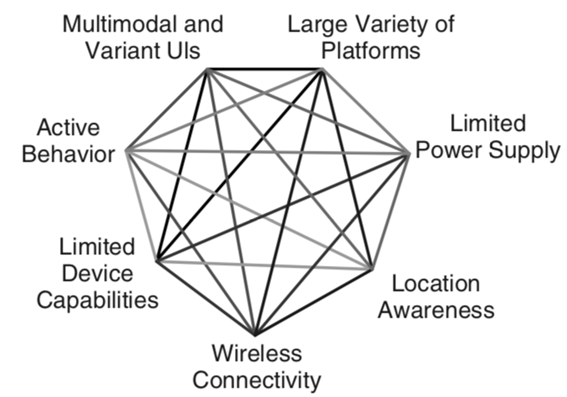 Multimodal and
Variant UIs
Large Variety of
Platforms
Active
Behavior
Limited
Power Supply
Limited
Device
Capabilities
Location
Awareness
Wireless
Connectivity